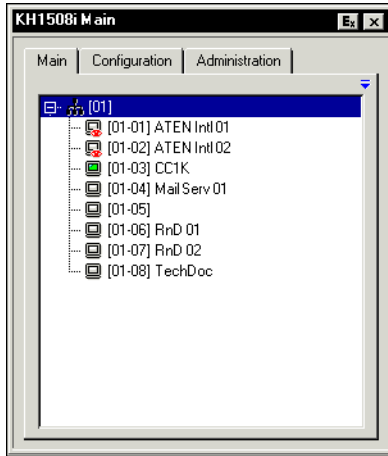 KH1508i Main
Ex
Main Configuration Administration
[01]
[01-01] ATEN Intl 01
[01-02] ATEN Intl 02
[01-03] CC1K
[01-04] Mail Serv 01
[01-05]
[01-06] RnD 01
[01-07] RnD 02
[01-08] TechDoc